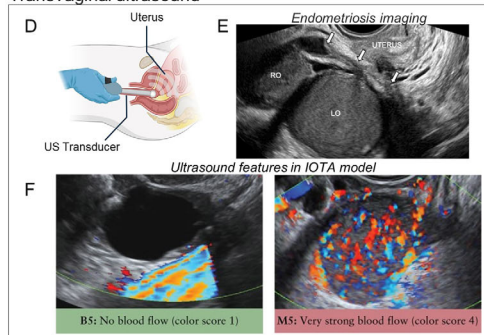 Transvaginal ultrasound
D
Uterus
US Transducer
E
Endometriosis imaging
UTERUS
RO
LO
Ultrasound features in IOTA model
F
B5: No blood flow (color score 1)
M5: Very strong blood flow (color score 4)